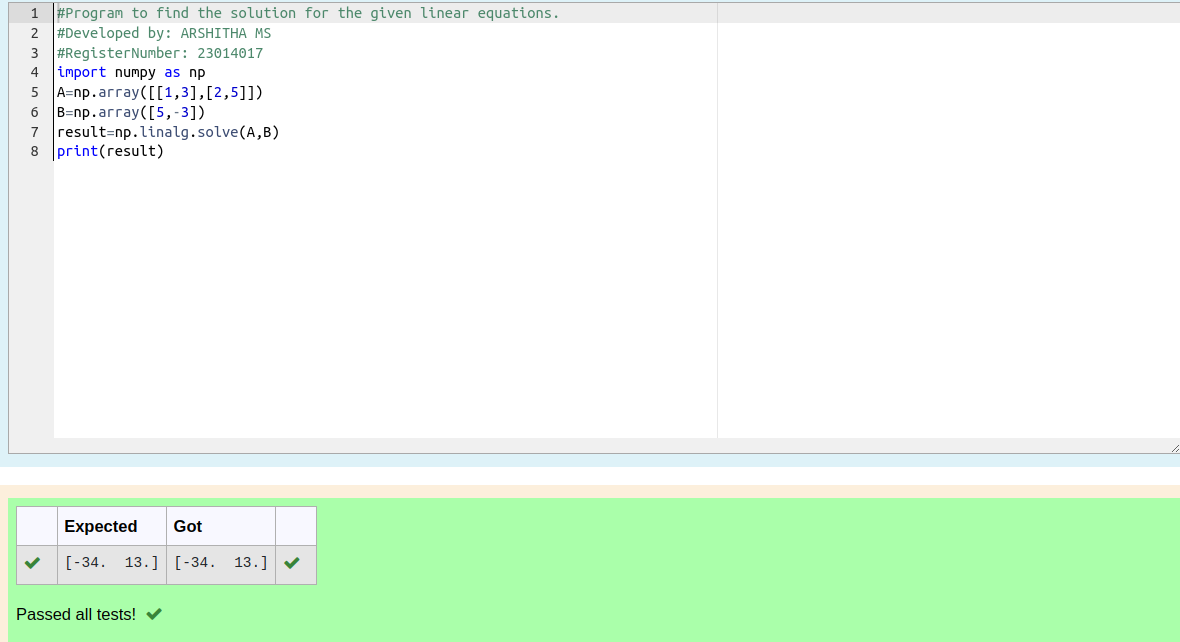 1 #Program to find the solution for the given linear equations.
2 #Developed by: ARSHITHA MS
3 #RegisterNumber: 23014017
4 import numpy as np
5 A=np.array([[1,3],[2,5]])
6 B=np.array([5,-3])
7 result=np.linalg.solve(A,B)
8 print(result)
Expected Got
[-34.  13.] [-34.  13.]
Passed all tests!